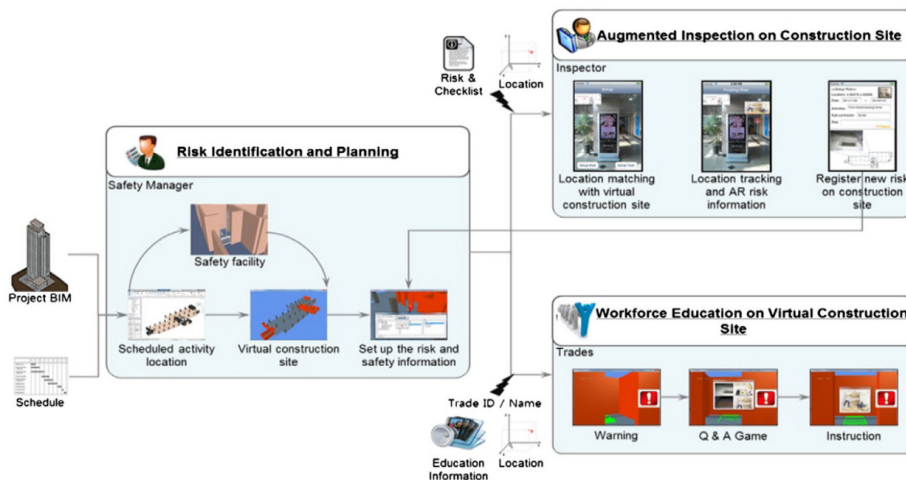 Augmented Inspection on Construction Site
Inspector
Risk &
Checklist
Location
Location matching
with virtual
construction site
Location tracking
and AR risk
information
Register new risk
on construction
site
Risk Identification and Planning
Safety Manager
Safety facility
Project BIM
Schedule
Scheduled activity
location
Virtual construction
site
Set up the risk and
safety information
Trade ID / Name
Education
Information
Location
Workforce Education on Virtual Construction
Site
Trades
Warning
Q & A Game
Instruction